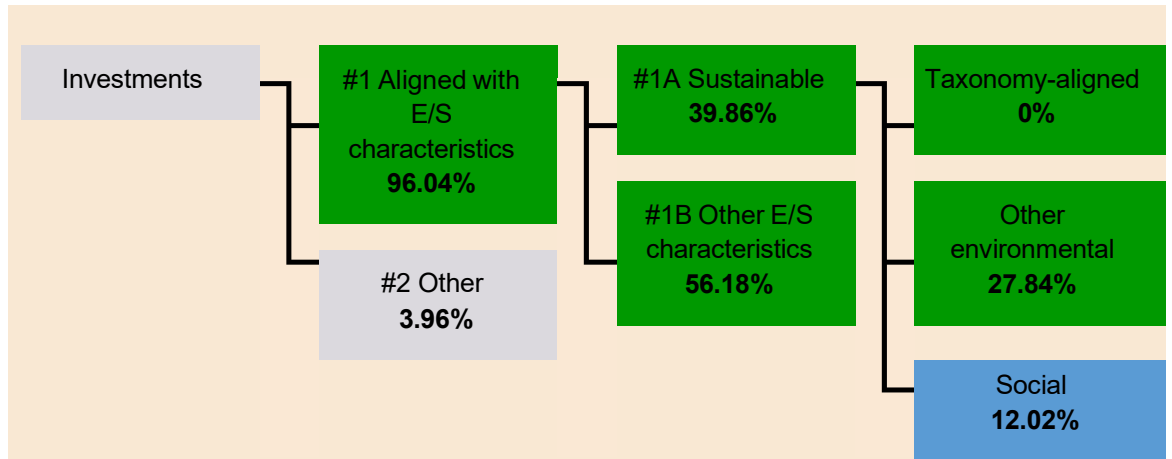 Investments
#1 Aligned with
E/S
characteristics
96.04%
#2 Other
3.96%
#1A Sustainable
39.86%
#1B Other E/S
characteristics
56.18%
Taxonomy-aligned
0%
Other
environmental
27.84%
Social
12.02%